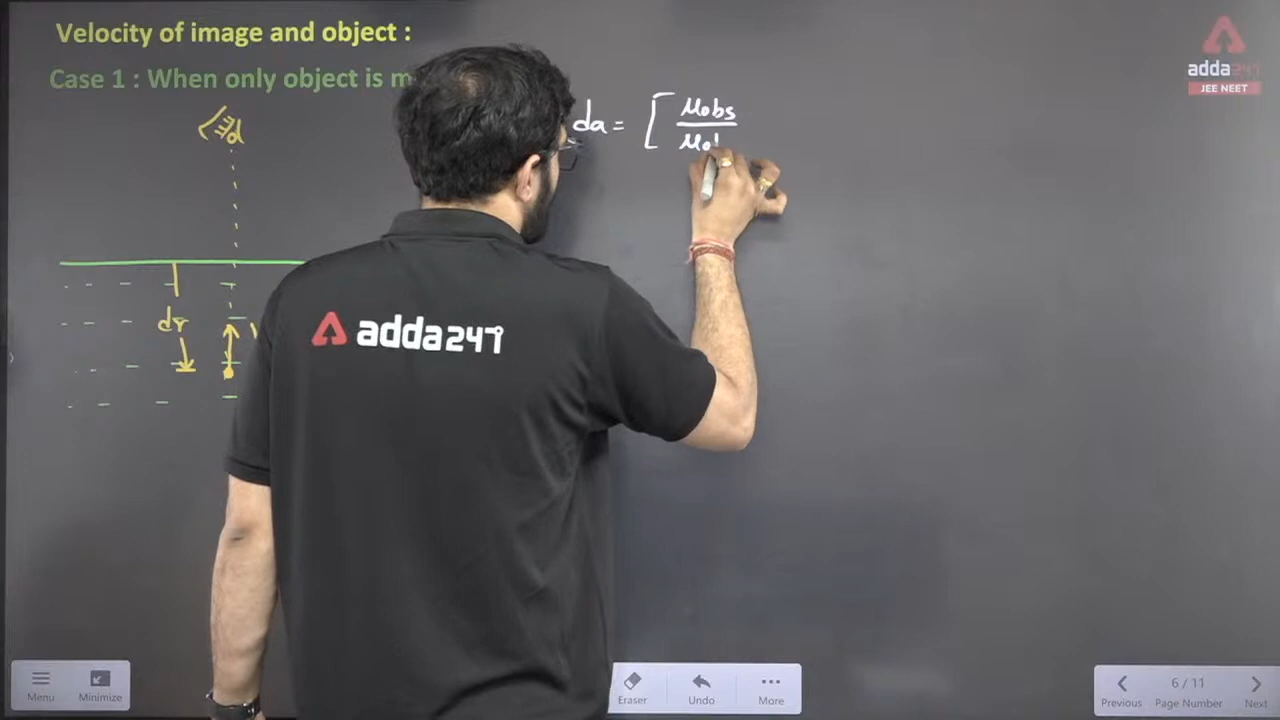 Velocity of image and object :
Case 1 : When only object is m
da = [ μobs
μo
dr
adda247
JEE NEET
adda247
Menu
Minimize
Eraser
Undo
More
Previous
6 / 11
Page Number
Next